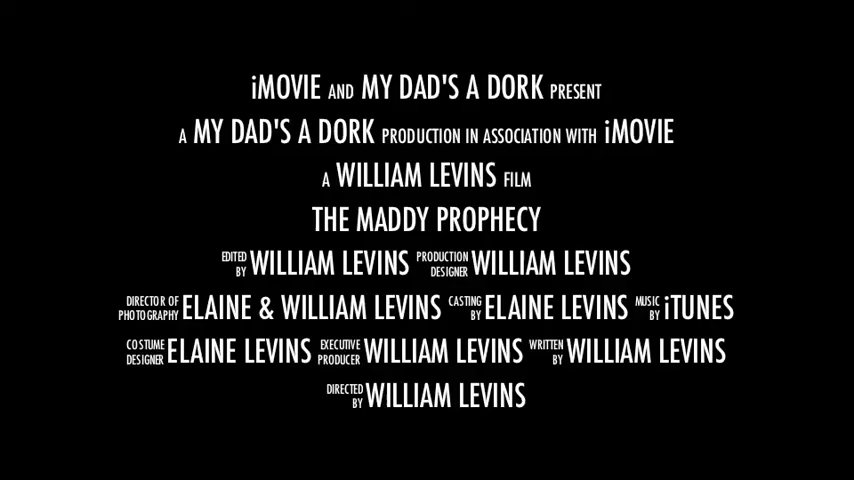 iMOVIE AND MY DAD'S A DORK PRESENT
A MY DAD'S A DORK PRODUCTION IN ASSOCIATION WITH iMOVIE
A WILLIAM LEVINS FILM
THE MADDY PROPHECY
EDITED BY WILLIAM LEVINS PRODUCTION DESIGNER WILLIAM LEVINS
DIRECTOR OF PHOTOGRAPHY ELAINE & WILLIAM LEVINS CASTING BY ELAINE LEVINS MUSIC BY iTUNES
COSTUME DESIGNER ELAINE LEVINS EXECUTIVE PRODUCER WILLIAM LEVINS WRITTEN BY WILLIAM LEVINS
DIRECTED BY WILLIAM LEVINS